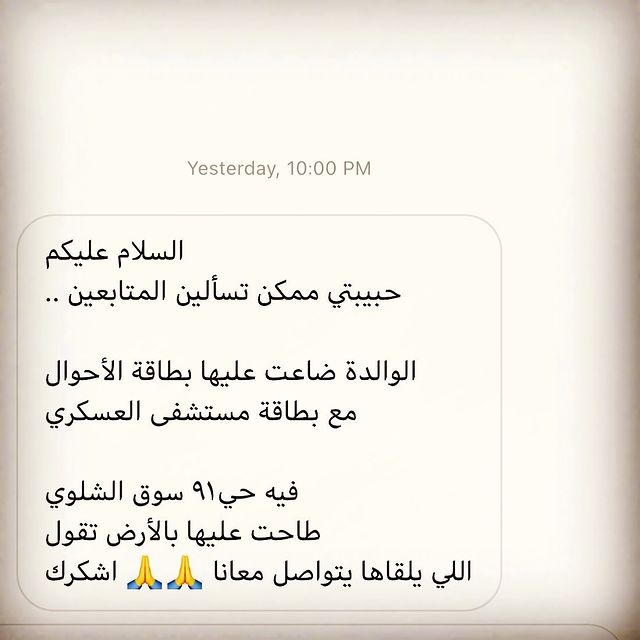 Yesterday, 10:00 PM
السلام عليكم
حبيبتي ممكن تسألين المتابعين ..
الوالدة ضاعت عليها بطاقة الأحوال
مع بطاقة مستشفى العسكري
فيه حي٩١ سوق الشلوي
طاحت عليها بالأرض تقول
اللي يلقاها يتواصل معانا 🙏🙏 اشكرك